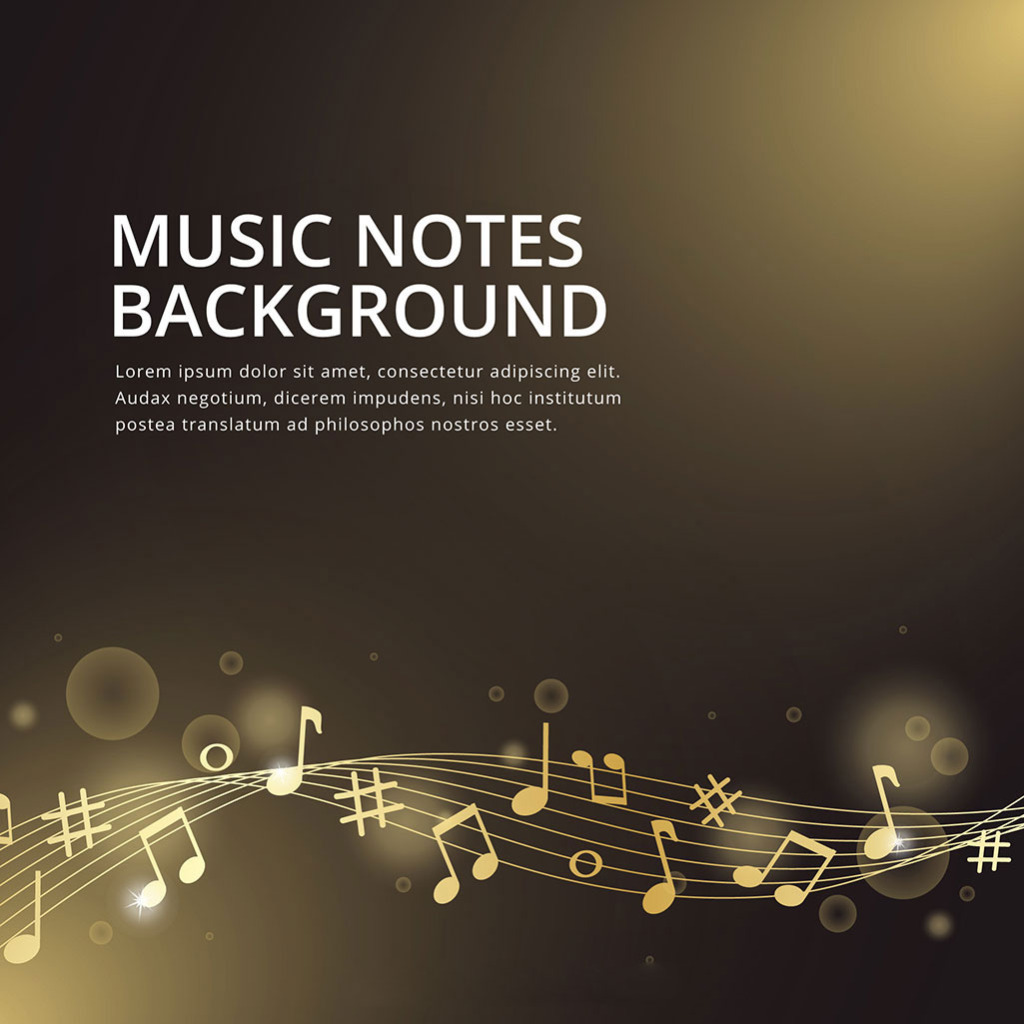 MUSIC NOTES
BACKGROUND
Lorem ipsum dolor sit amet, consectetur adipiscing elit.
Audax negotium, dicerem impudens, nisi hoc institutum
postea translatum ad philosophos nostros esset.